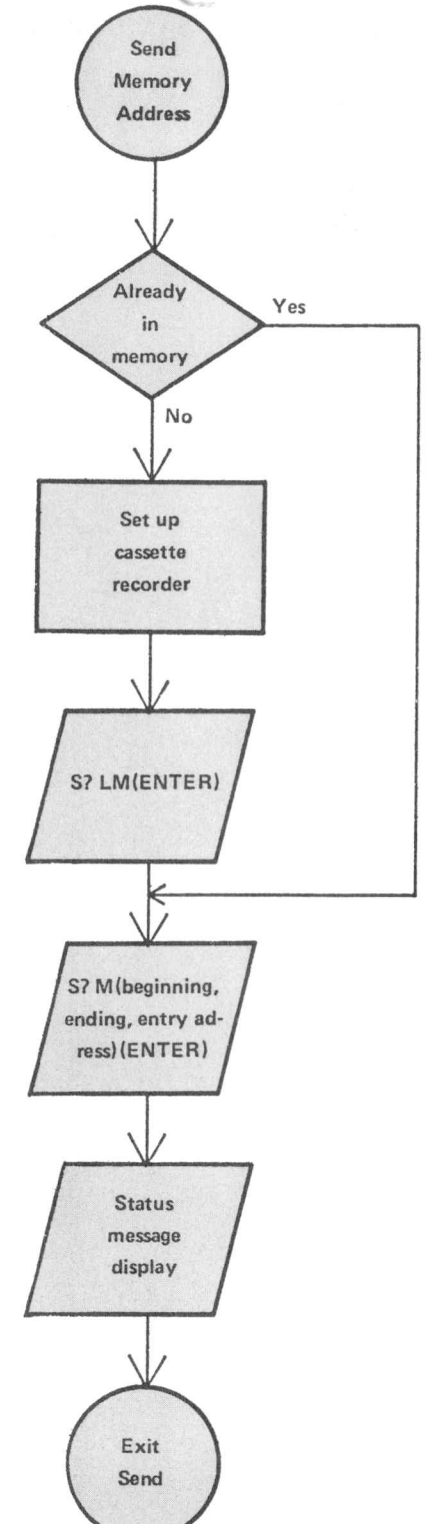 Send
Memory
Address
Already
in
memory
Yes
No
Set up
cassette
recorder
S? LM(ENTER)
S? M(beginning,
ending, entry ad-
ress)(ENTER)
Status
message
display
Exit
Send